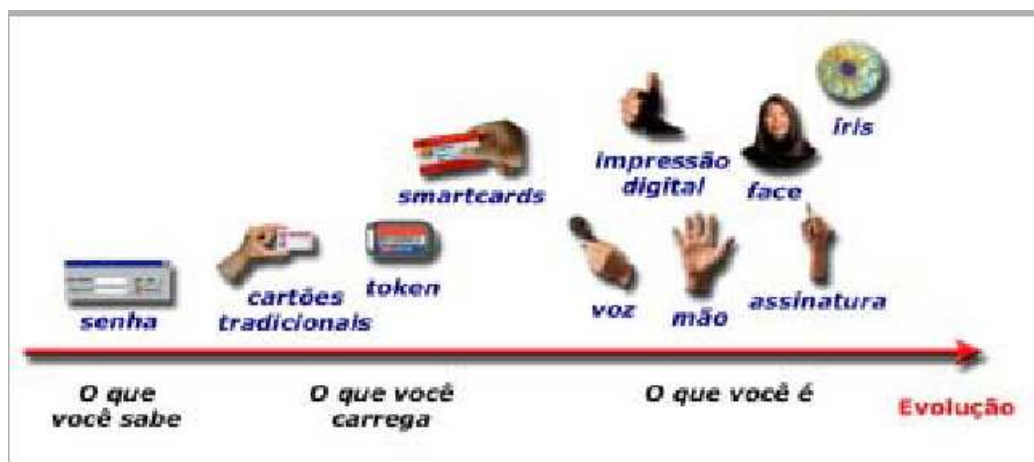 íris
impressão
digital
face
smartcards
token
cartões
tradicionais
senha
voz
mão
assinatura
O que
você sabe
O que você
carrega
O que você é
Evolução